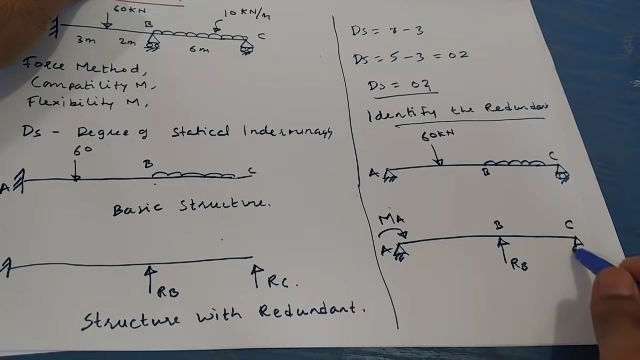 60KN
10 KN/M
B
C
3m
2m
6m
Force Method,
Compatibility M,
Flexibility M,
Ds - Degree of Statical Indeterminacy
60
B
C
A
Basic Structure.
RB
RC.
Structure with Redundant.
Ds = r - 3
Ds = 5 - 3 = 02
Ds = 02
Identify the Redundant
60KN
C
A
B
MA
B
C
A
RB